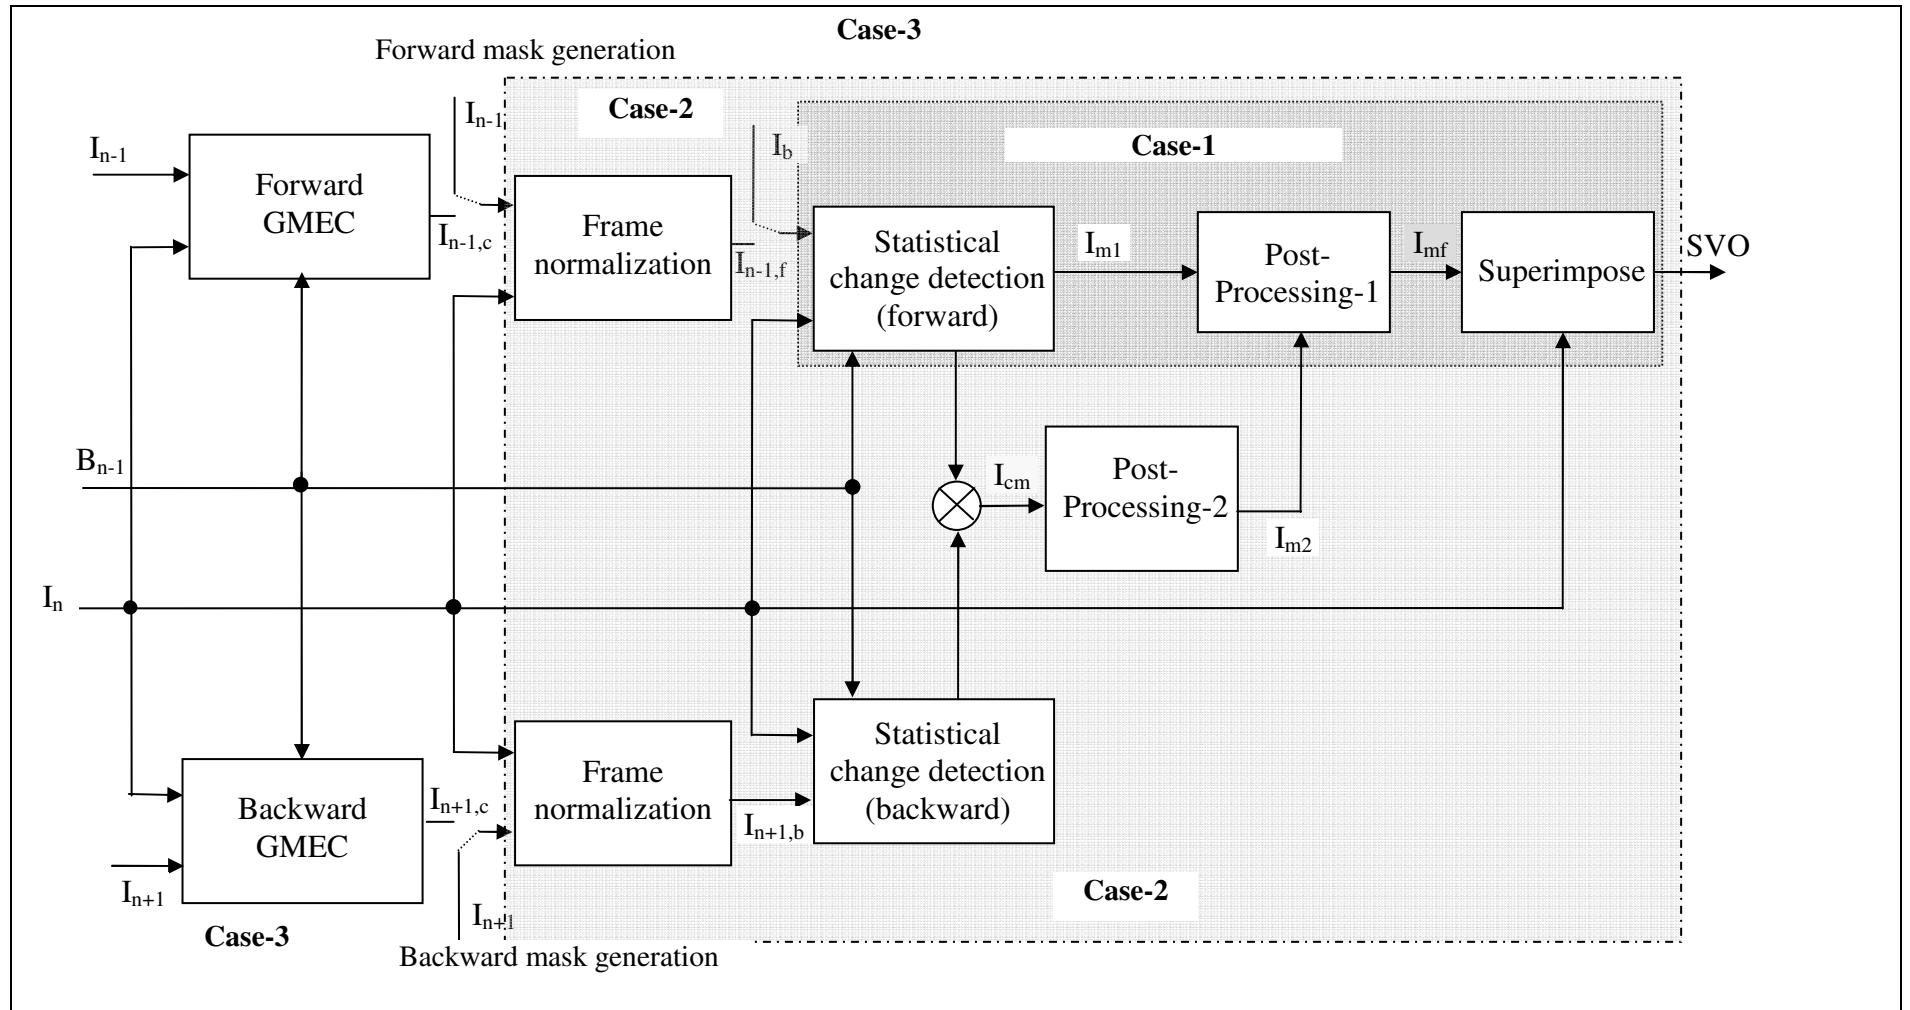 Case-3
Forward mask generation
Case-2
Case-1
I_{n-1}
I_{n-1}
I_b
Forward
GMEC
I_{n-1,c}
Frame
normalization
I_{n-1,f}
Statistical
change detection
(forward)
I_{m1}
Post-
Processing-1
I_{mf}
Superimpose
SVO
B_{n-1}
I_{cm}
Post-
Processing-2
I_{m2}
I_n
Backward
GMEC
I_{n+1,c}
I_{n+1}
Case-3
Frame
normalization
I_{n+1,b}
Statistical
change detection
(backward)
I_{n+1}
Case-2
Backward mask generation